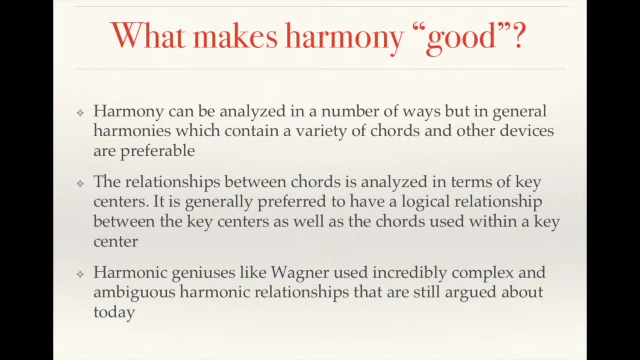 What makes harmony “good”?
Harmony can be analyzed in a number of ways but in general
harmonies which contain a variety of chords and other devices
are preferable
The relationships between chords is analyzed in terms of key
centers. It is generally preferred to have a logical relationship
between the key centers as well as the chords used within a key
center
Harmonic geniuses like Wagner used incredibly complex and
ambiguous harmonic relationships that are still argued about
today